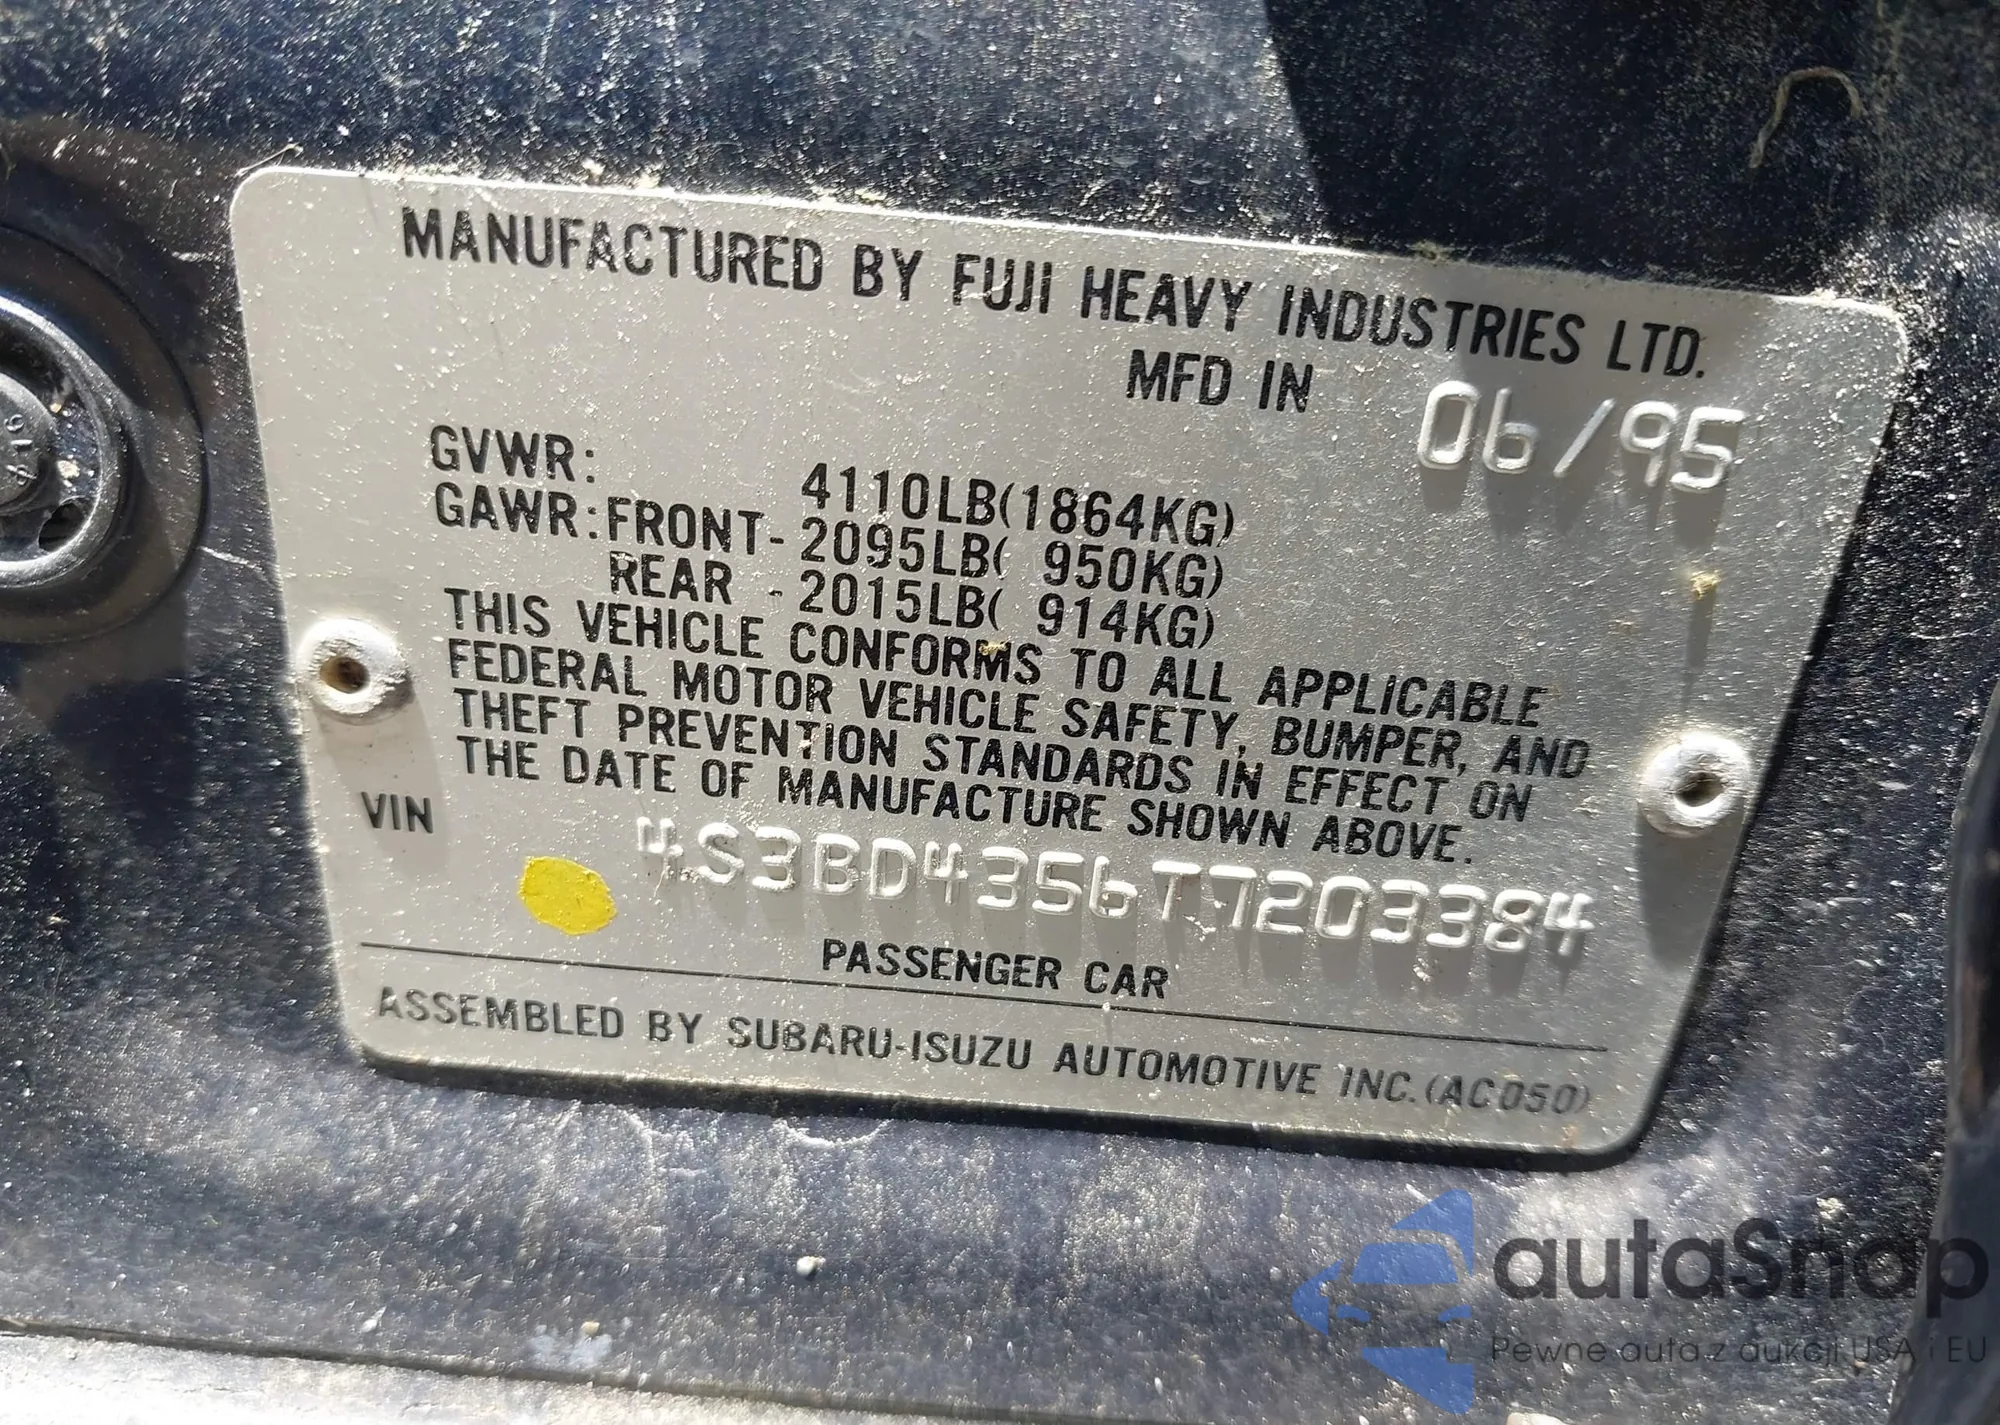 MANUFACTURED BY FUJI HEAVY INDUSTRIES LTD.
MFD IN 06/95
GVWR: 4110LB(1864KG)
GAWR:FRONT-2095LB( 950KG)
REAR -2015LB( 914KG)
THIS VEHICLE CONFORMS TO ALL APPLICABLE
FEDERAL MOTOR VEHICLE SAFETY, BUMPER, AND
THEFT PREVENTION STANDARDS IN EFFECT ON
THE DATE OF MANUFACTURE SHOWN ABOVE.
VIN 4S3BD4356T7203384
PASSENGER CAR
ASSEMBLED BY SUBARU-ISUZU AUTOMOTIVE INC.(AC050)
autaSnap
Pewne auta z aukcji USA i EU